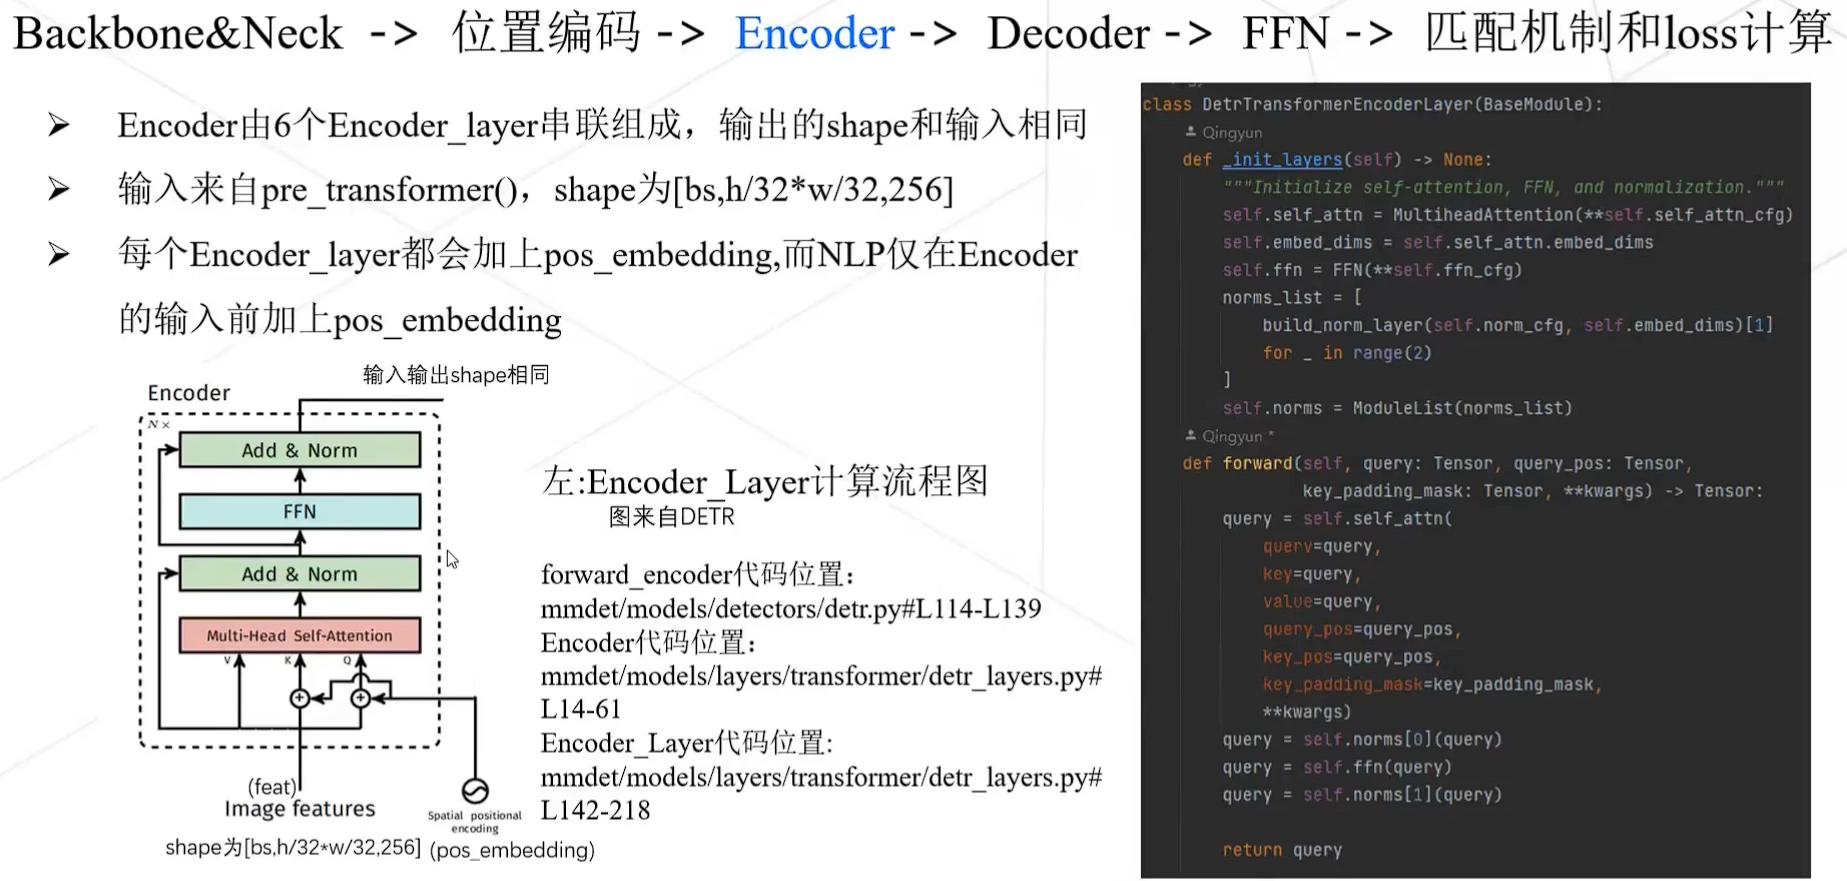 Backbone&Neck -> 位置编码 -> Encoder -> Decoder -> FFN -> 匹配机制和loss计算
➢ Encoder由6个Encoder_layer串联组成，输出的shape和输入相同
➢ 输入来自pre_transformer()，shape为[bs,h/32*w/32,256]
➢ 每个Encoder_layer都会加上pos_embedding,而NLP仅在Encoder
的输入前加上pos_embedding
输入输出shape相同
Encoder
N×
Add & Norm
FFN
Add & Norm
Multi-Head Self-Attention
V K Q
(feat)
Image features
Spatial positional
encoding
shape为[bs,h/32*w/32,256] (pos_embedding)
左:Encoder_Layer计算流程图
图来自DETR
forward_encoder代码位置：
mmdet/models/detectors/detr.py#L114-L139
Encoder代码位置：
mmdet/models/layers/transformer/detr_layers.py#
L14-61
Encoder_Layer代码位置:
mmdet/models/layers/transformer/detr_layers.py#
L142-218
class DetrTransformerEncoderLayer(BaseModule):
Qingyun
def _init_layers(self) -> None:
"""Initialize self-attention, FFN, and normalization."""
self.self_attn = MultiheadAttention(**self.self_attn_cfg)
self.embed_dims = self.self_attn.embed_dims
self.ffn = FFN(**self.ffn_cfg)
norms_list = [
build_norm_layer(self.norm_cfg, self.embed_dims)[1]
for _ in range(2)
]
self.norms = ModuleList(norms_list)
Qingyun *
def forward(self, query: Tensor, query_pos: Tensor,
key_padding_mask: Tensor, **kwargs) -> Tensor:
query = self.self_attn(
query=query,
key=query,
value=query,
query_pos=query_pos,
key_pos=query_pos,
key_padding_mask=key_padding_mask,
**kwargs)
query = self.norms[0](query)
query = self.ffn(query)
query = self.norms[1](query)
return query